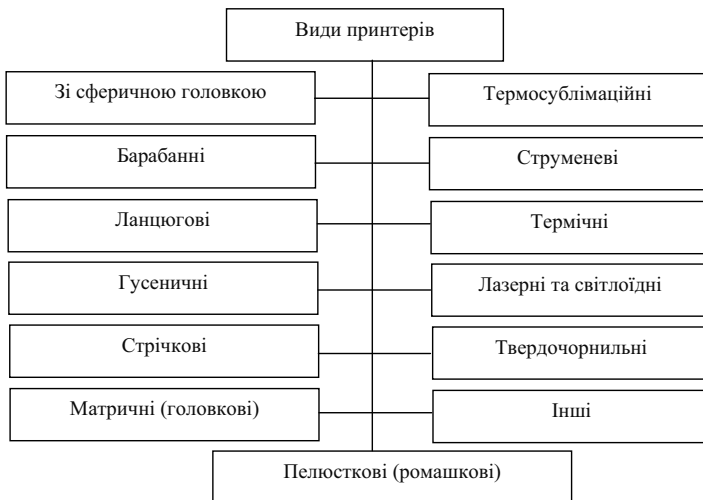 Види принтерів
Зі сферичною головкою
Термосублімаційні
Барабанні
Струменеві
Ланцюгові
Термічні
Гусеничні
Лазерні та світлоїдні
Стрічкові
Твердочорнильні
Матричні (головкові)
Інші
Пелюсткові (ромашкові)